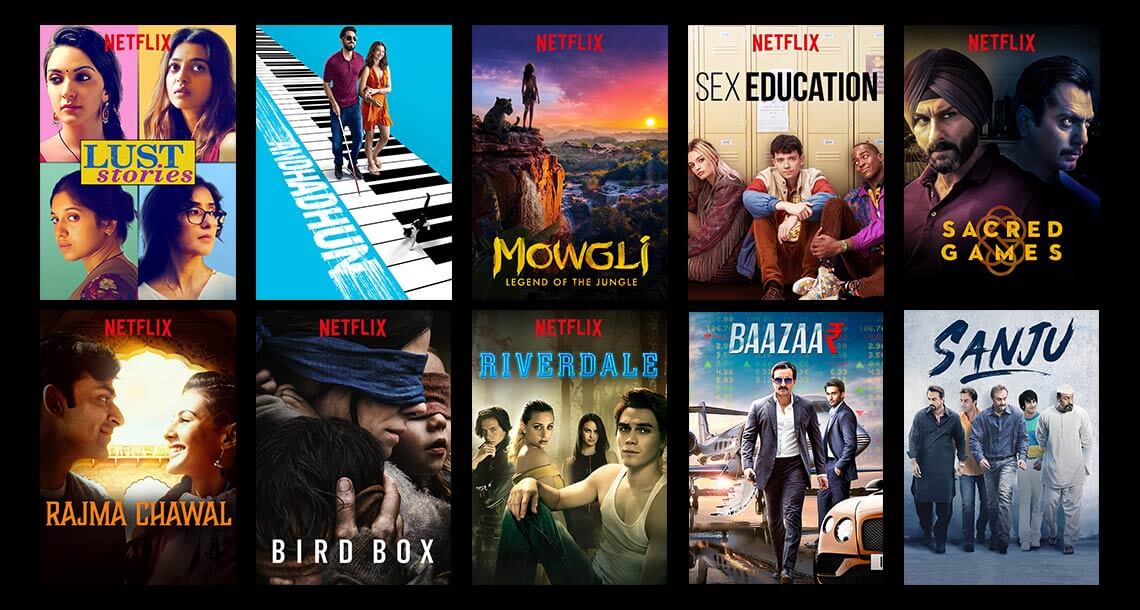 NETFLIX
LUST
stories
ANDHADHUN
NETFLIX
MOWGLI
LEGEND OF THE JUNGLE
NETFLIX
SEX EDUCATION
NETFLIX
SACRED
GAMES
NETFLIX
RAJMA CHAWAL
NETFLIX
BIRD BOX
NETFLIX
RIVERDALE
BAAZAA₹
SANJU